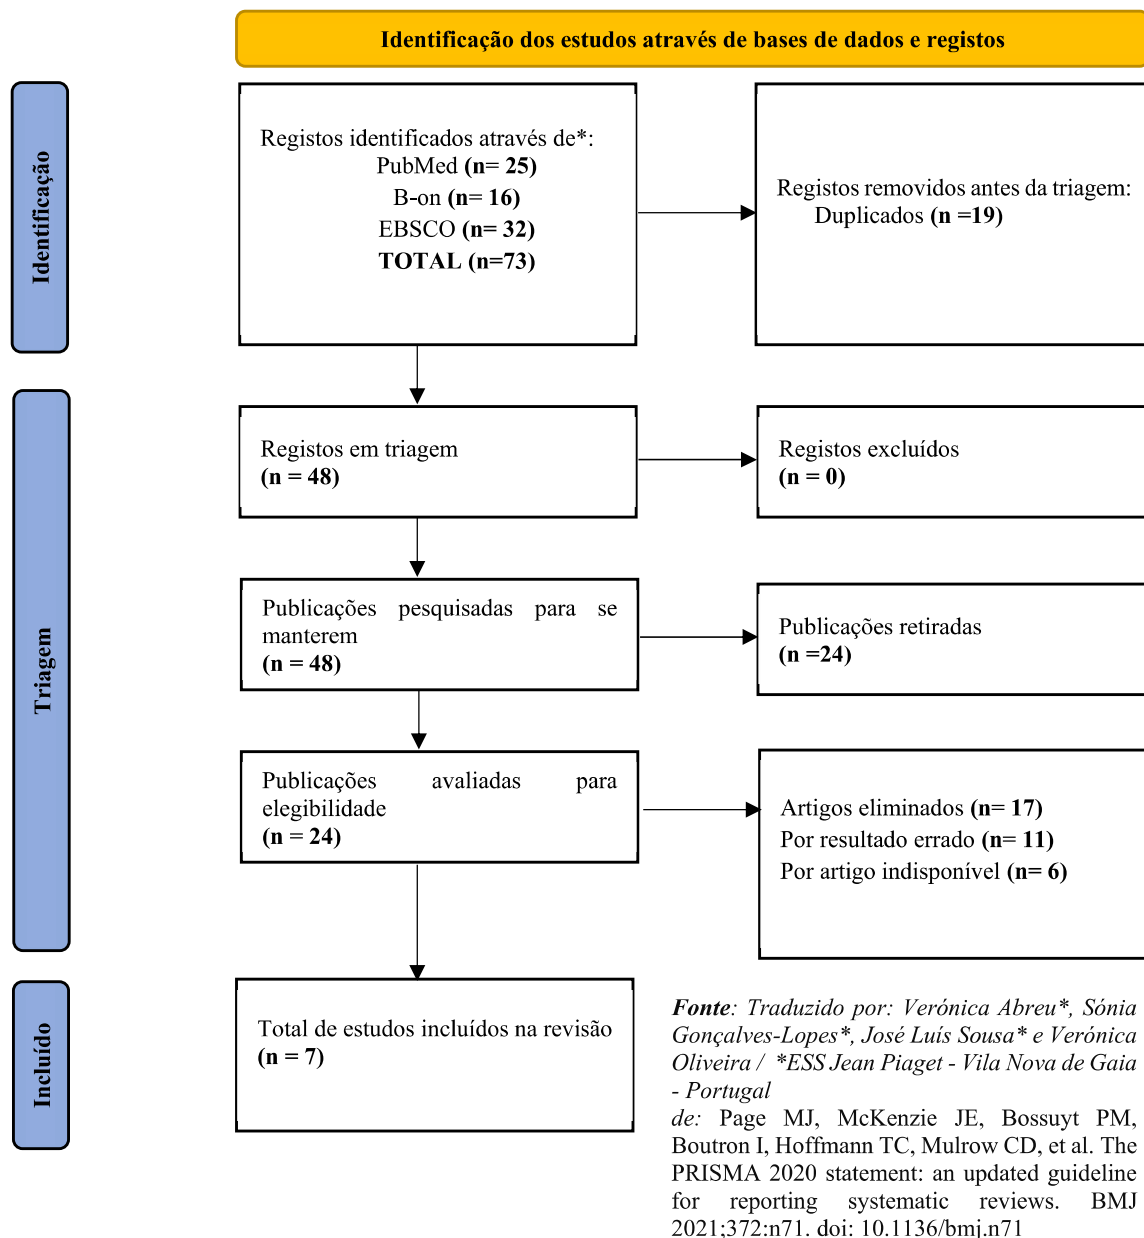 Identificação dos estudos através de bases de dados e registos
Identificação
Registos identificados através de*:
PubMed (n= 25)
B-on (n= 16)
EBSCO (n= 32)
TOTAL (n=73)
Registos removidos antes da triagem:
Duplicados (n =19)
Triagem
Registos em triagem
(n = 48)
Registos excluídos
(n = 0)
Publicações pesquisadas para se
manterem
(n = 48)
Publicações retiradas
(n =24)
Publicações avaliadas para
elegibilidade
(n = 24)
Artigos eliminados (n= 17)
Por resultado errado (n= 11)
Por artigo indisponível (n= 6)
Incluído
Total de estudos incluídos na revisão
(n = 7)
Fonte: Traduzido por: Verónica Abreu*, Sónia
Gonçalves-Lopes*, José Luís Sousa* e Verónica
Oliveira / *ESS Jean Piaget - Vila Nova de Gaia
- Portugal
de: Page MJ, McKenzie JE, Bossuyt PM,
Boutron I, Hoffmann TC, Mulrow CD, et al. The
PRISMA 2020 statement: an updated guideline
for reporting systematic reviews. BMJ
2021;372:n71. doi: 10.1136/bmj.n71